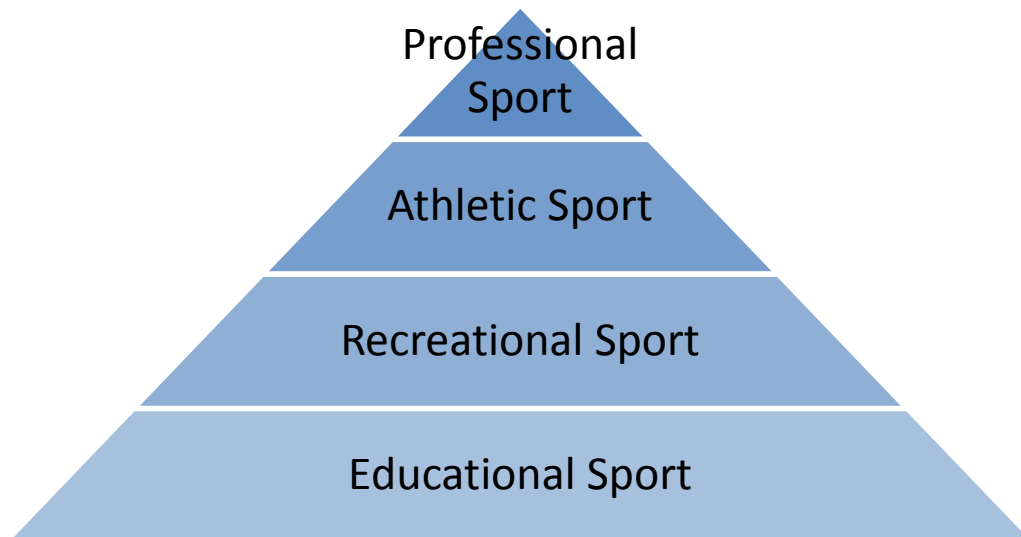 Professional
Sport
Athletic Sport
Recreational Sport
Educational Sport